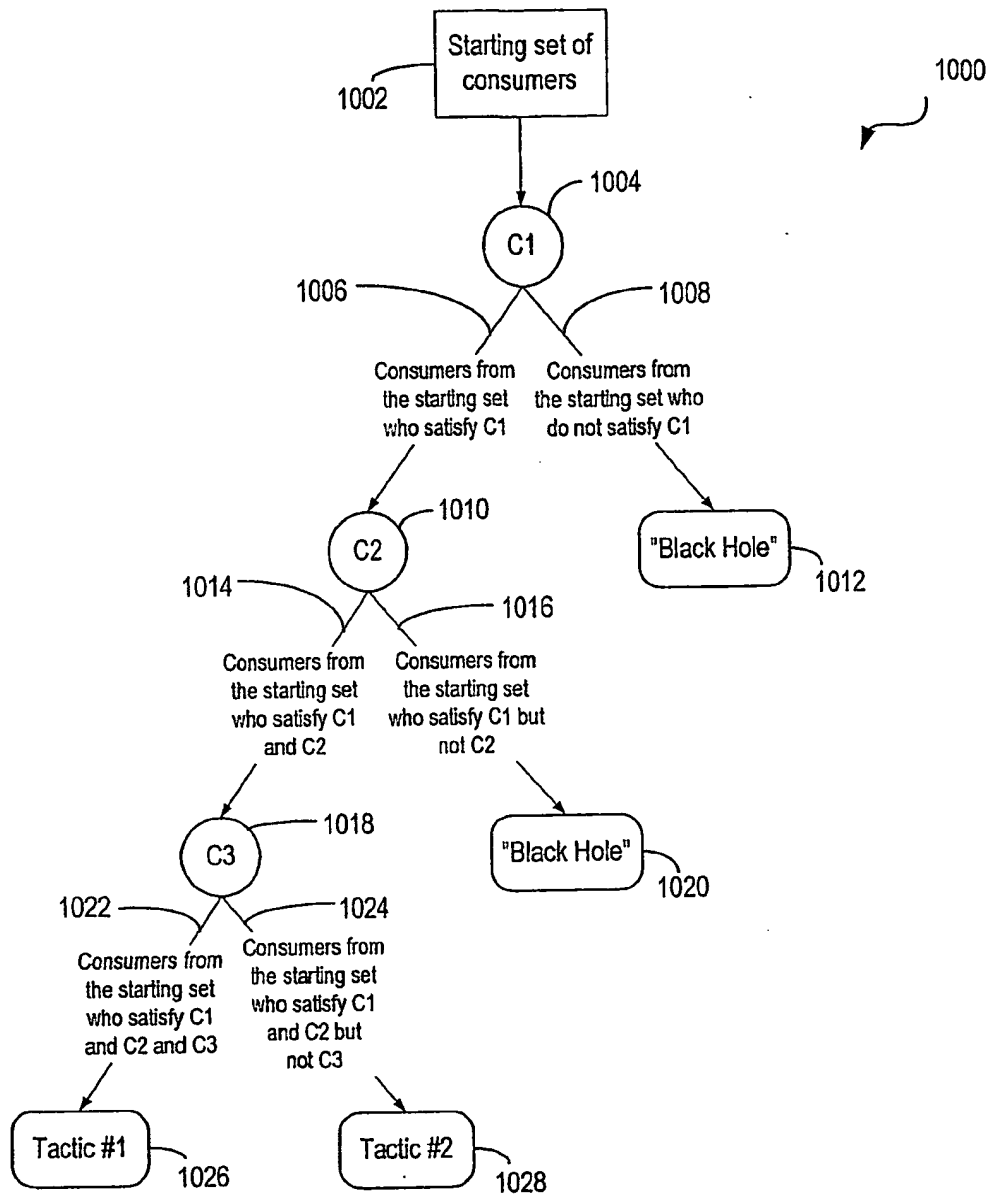 Starting set of
consumers
1002
1000
1004
C1
1006
1008
Consumers from
the starting set
who satisfy C1
Consumers from
the starting set who
do not satisfy C1
1010
C2
"Black Hole"
1012
1014
1016
Consumers from
the starting set
who satisfy C1
and C2
Consumers from
the starting set
who satisfy C1 but
not C2
1018
C3
"Black Hole"
1020
1022
1024
Consumers from
the starting set
who satisfy C1
and C2 and C3
Consumers from
the starting set
who satisfy C1
and C2 but
not C3
Tactic #1
1026
Tactic #2
1028